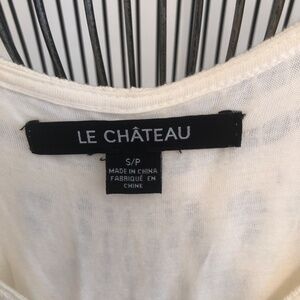 LE CHÂTEAU
S/P
MADE IN CHINA
FABRIQUÉ EN
CHINE